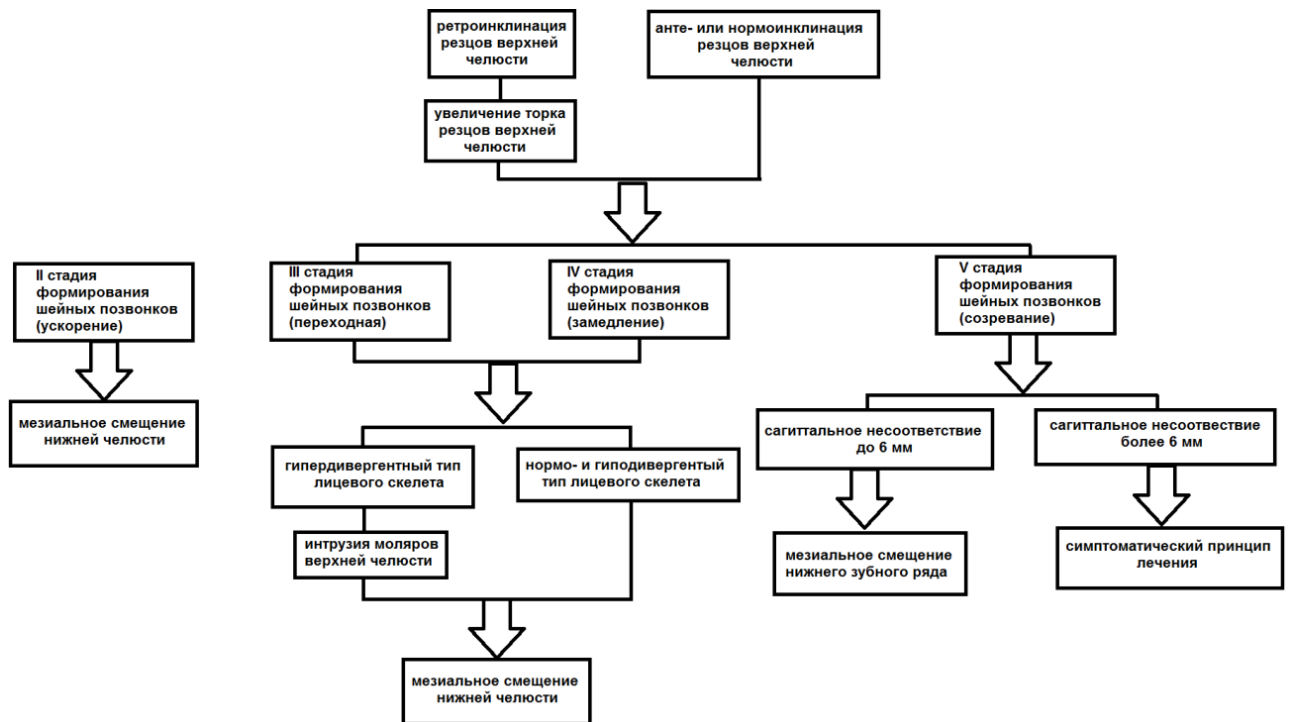 ретроинклинация
резцов верхней
челюсти
анте- или нормоинклинация
резцов верхней
челюсти
увеличение торка
резцов верхней
челюсти
II стадия
формирования
шейных позвонков
(ускорение)
III стадия
формирования
шейных позвонков
(переходная)
IV стадия
формирования
шейных позвонков
(замедление)
V стадия
формирования
шейных позвонков
(созревание)
мезиальное смещение
нижней челюсти
гипердивергентный тип
лицевого скелета
нормо- и гиподивергентый
тип лицевого скелета
сагиттальное несоответствие
до 6 мм
сагиттальное несоотвествие
более 6 мм
интрузия моляров
верхней челюсти
мезиальное смещение
нижнего зубного ряда
симптоматический принцип
лечения
мезиальное смещение
нижней челюсти